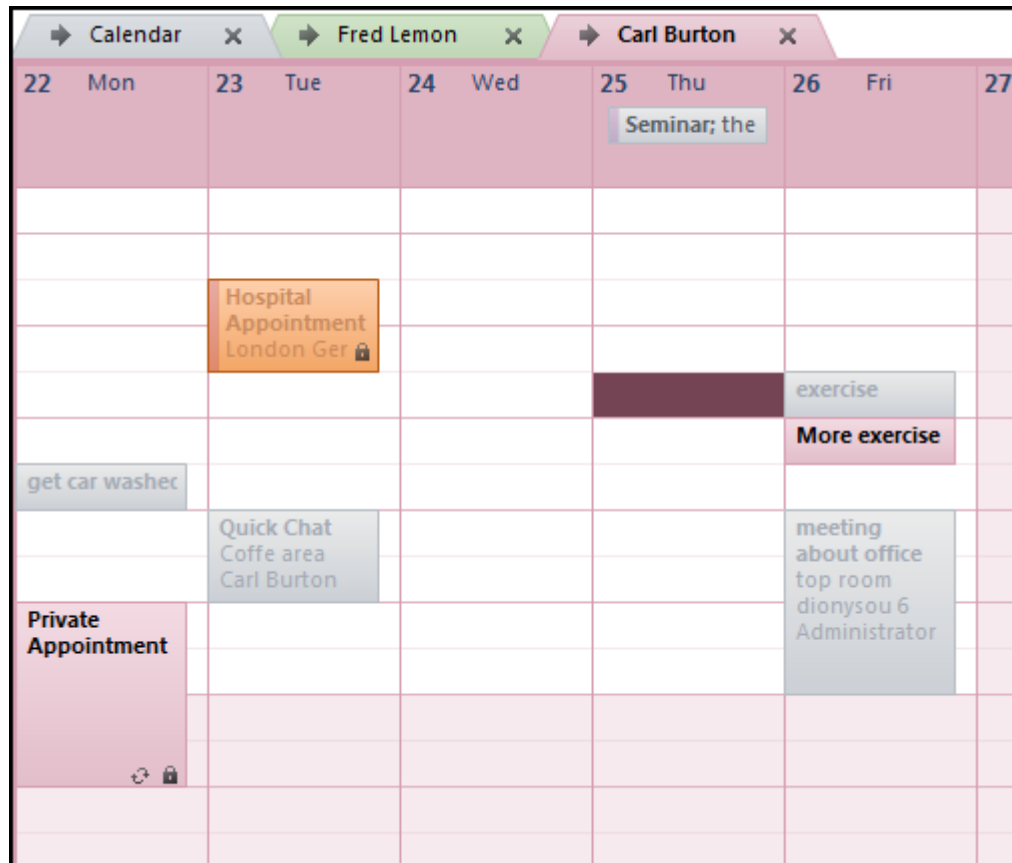 Calendar
Fred Lemon
Carl Burton
22 Mon
23 Tue
24 Wed
25 Thu
26 Fri
27
Seminar; the
Hospital
Appointment
London Ger
exercise
More exercise
get car washed
Quick Chat
Coffe area
Carl Burton
meeting
about office
top room
dionysou 6
Administrator
Private
Appointment